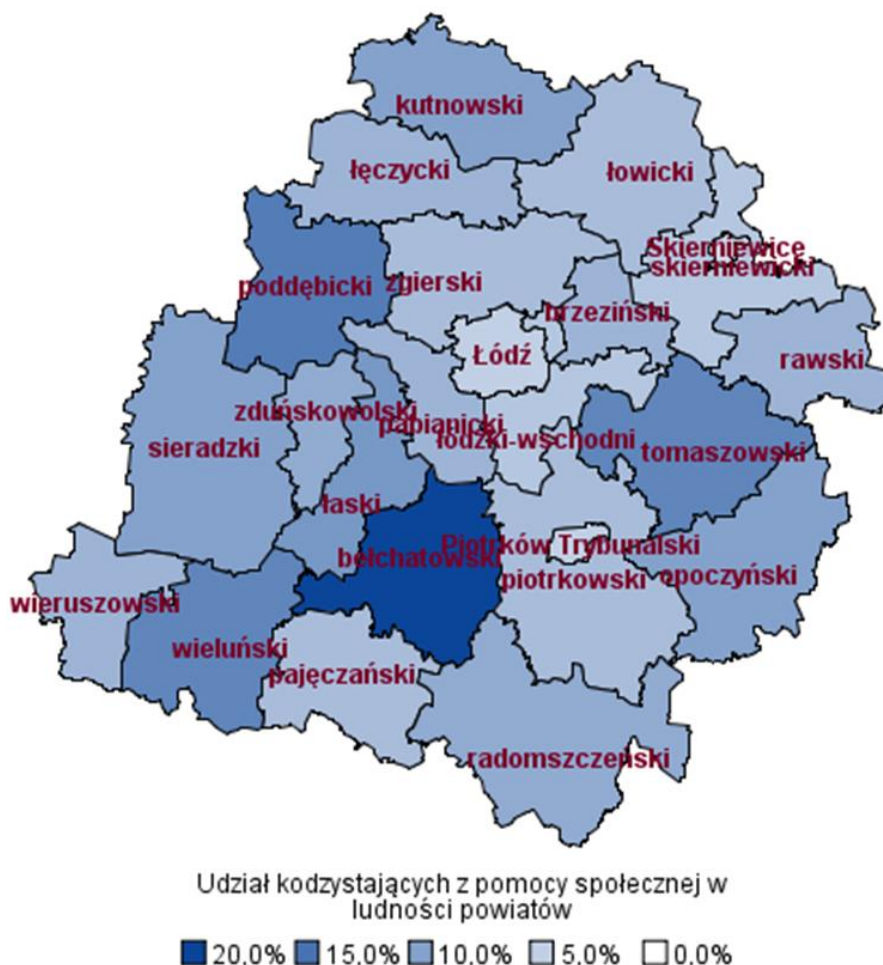 kutnowski
łęczycki
łowicki
Skierniewice
skierniewicki
poddębicki
zgierski
brzeziński
Łódź
rawski
zduńskowolski
pabianicki
sieradzki
łódzki-wschodni
tomaszowski
łaski
Piotrków Trybunalski
bełchatowski
piotrkowski
opoczyński
wieruszowski
wieluński
pajęczański
radomszczeński
Udział kodzystających z pomocy społecznej w
ludności powiatów
20,0% 15,0% 10,0% 5,0% 0,0%